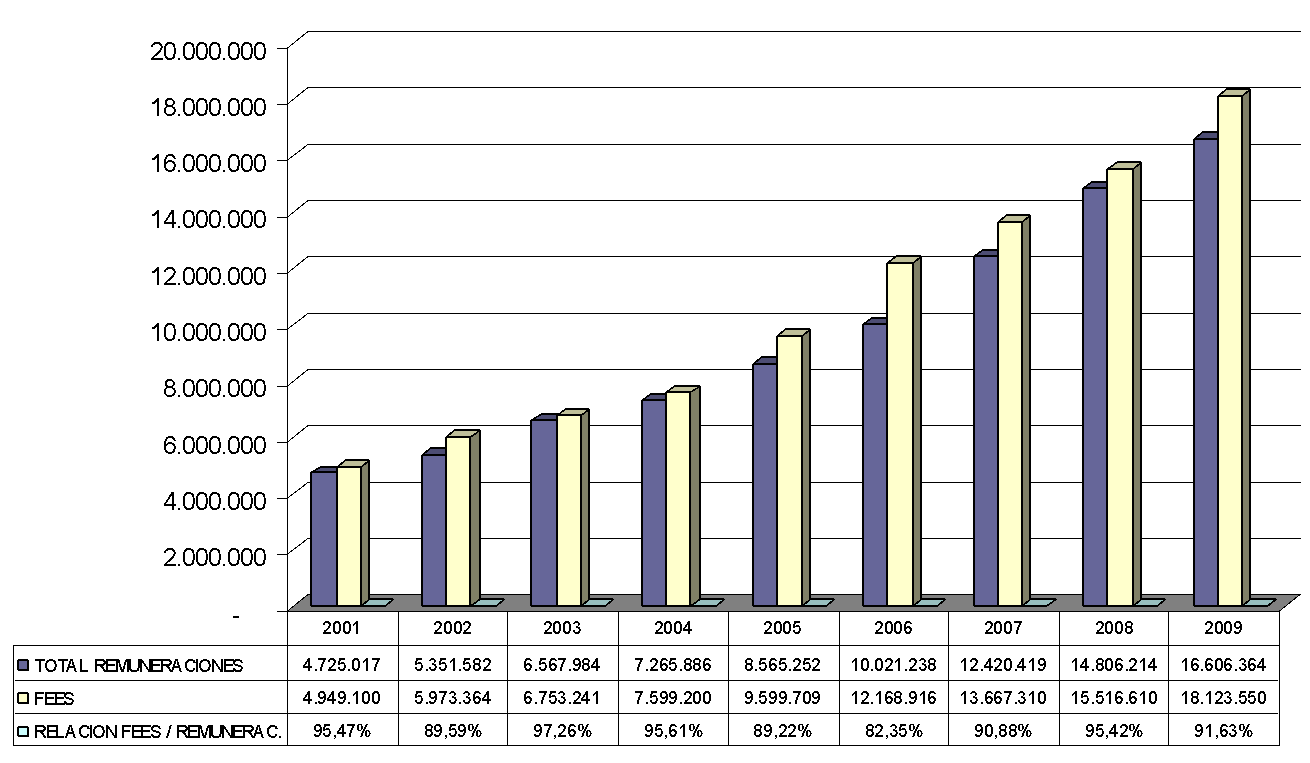 20.000.000
18.000.000
16.000.000
14.000.000
12.000.000
10.000.000
8.000.000
6.000.000
4.000.000
2.000.000
-
2001 2002 2003 2004 2005 2006 2007 2008 2009
TOTAL REMUNERACIONES 4.725.017 5.351.582 6.567.984 7.265.886 8.565.252 10.021.238 12.420.419 14.806.214 16.606.364
FEES 4.949.100 5.973.364 6.753.241 7.599.200 9.599.709 12.168.916 13.667.310 15.516.610 18.123.550
RELACION FEES / REMUNERAC. 95,47% 89,59% 97,26% 95,61% 89,22% 82,35% 90,88% 95,42% 91,63%